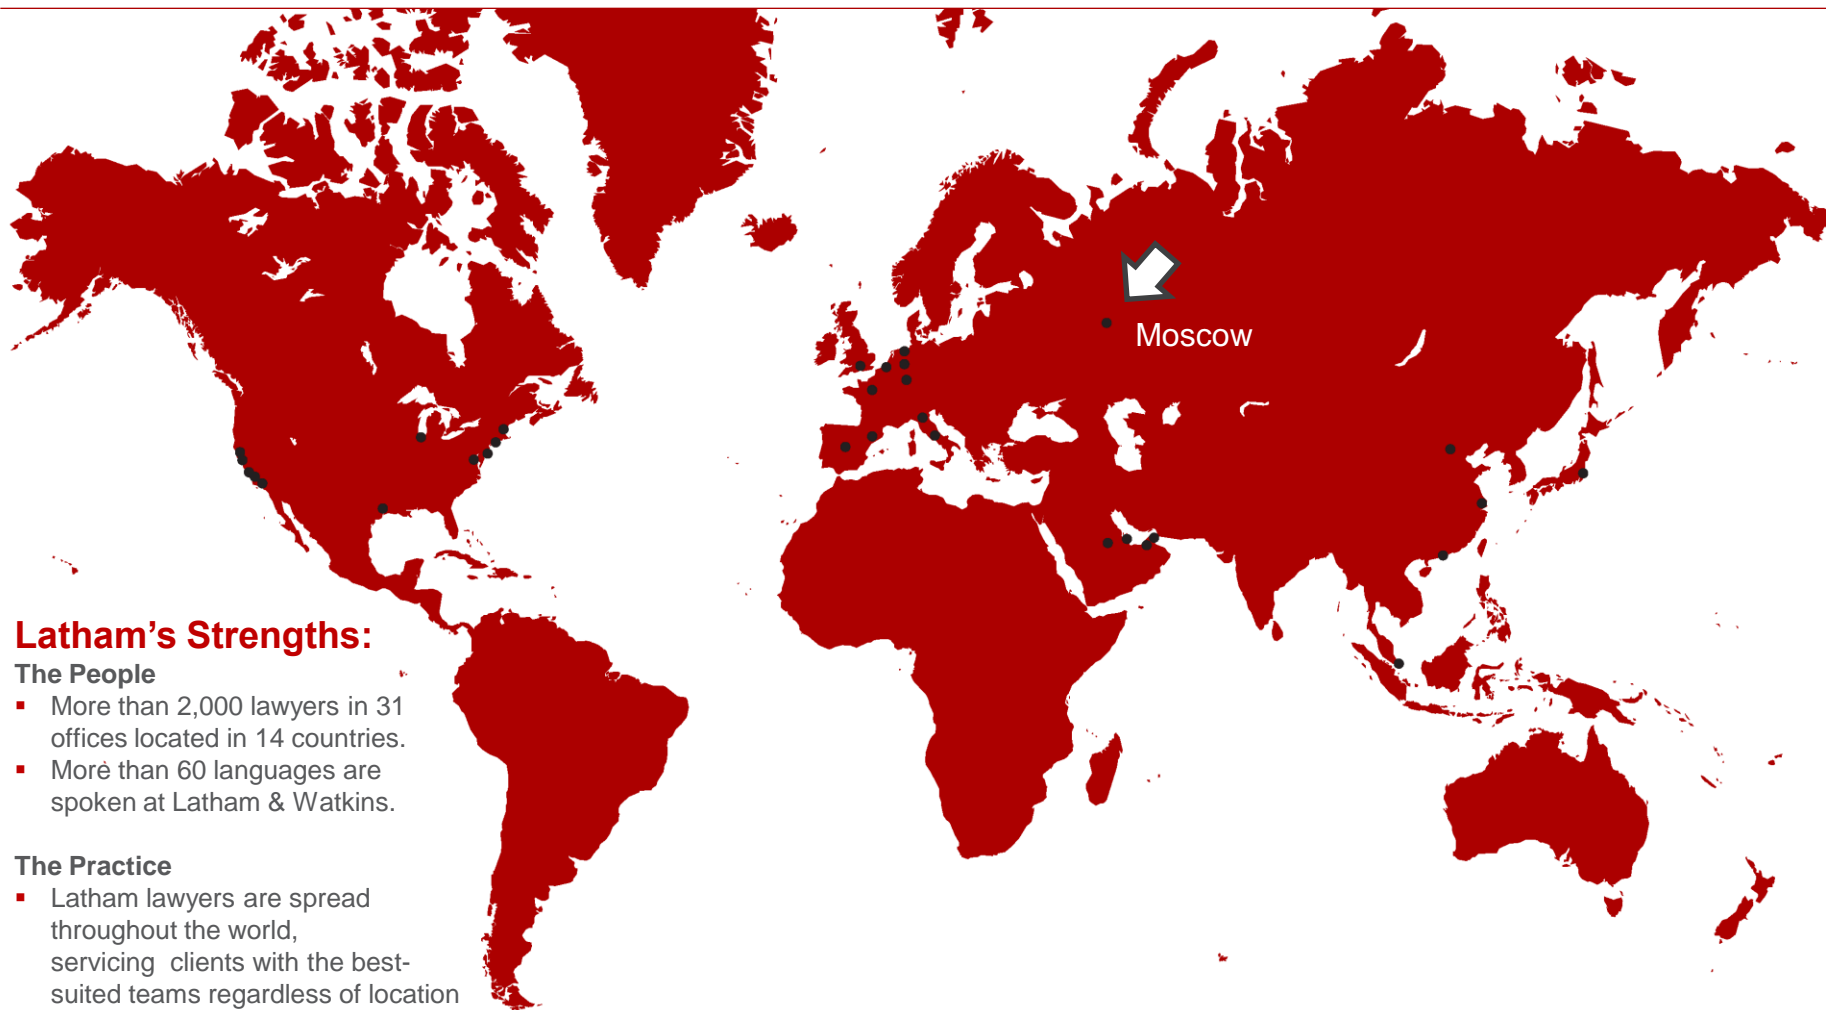 Moscow
Latham’s Strengths:
The People
▪ More than 2,000 lawyers in 31
offices located in 14 countries.
▪ More than 60 languages are
spoken at Latham & Watkins.
The Practice
▪ Latham lawyers are spread
throughout the world,
servicing  clients with the best-
suited teams regardless of location